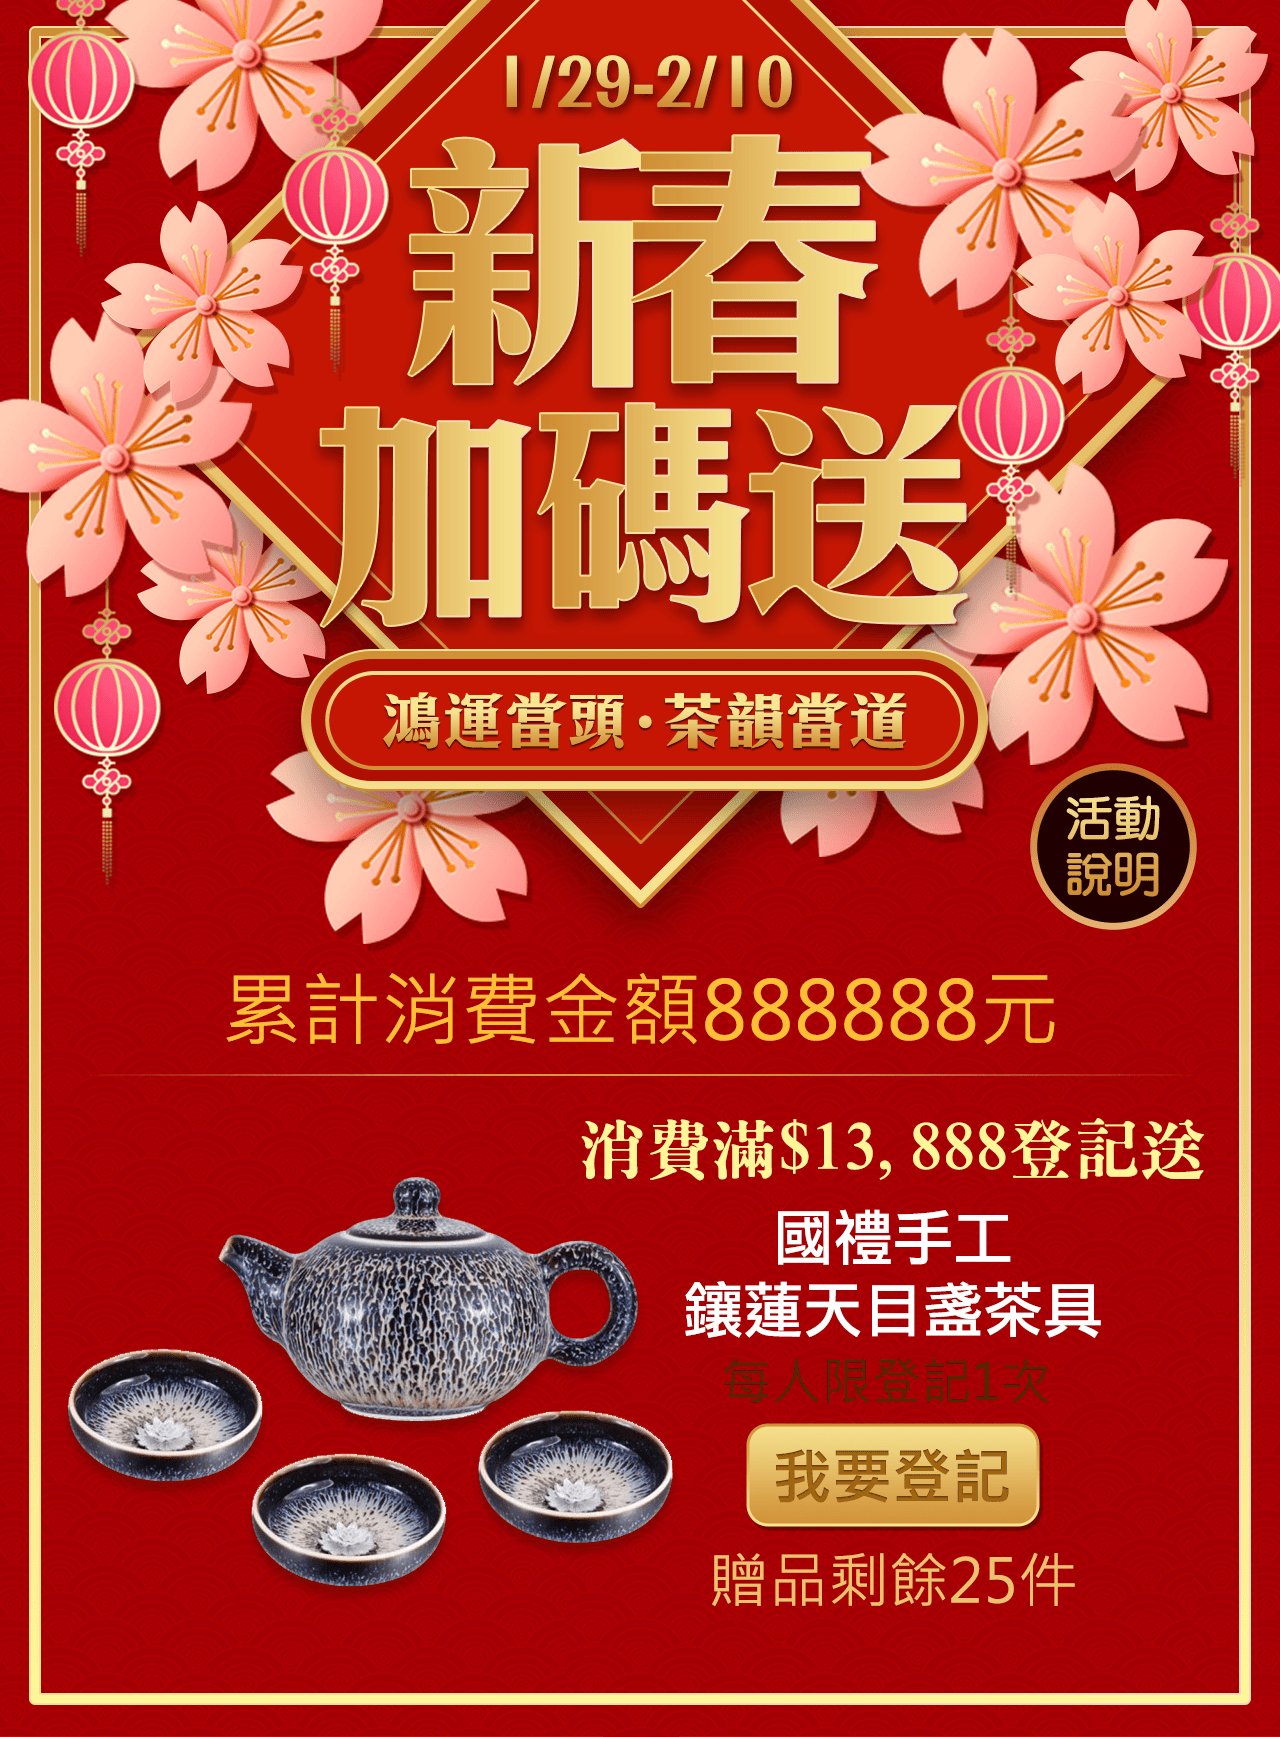 1/29-2/10
新春
加碼送
鴻運當頭·茶韻當道
活動
說明
累計消費金額888888元
消費滿$13, 888登記送
國禮手工
鑲蓮天目盞茶具
每人限登記1次
我要登記
贈品剩餘25件